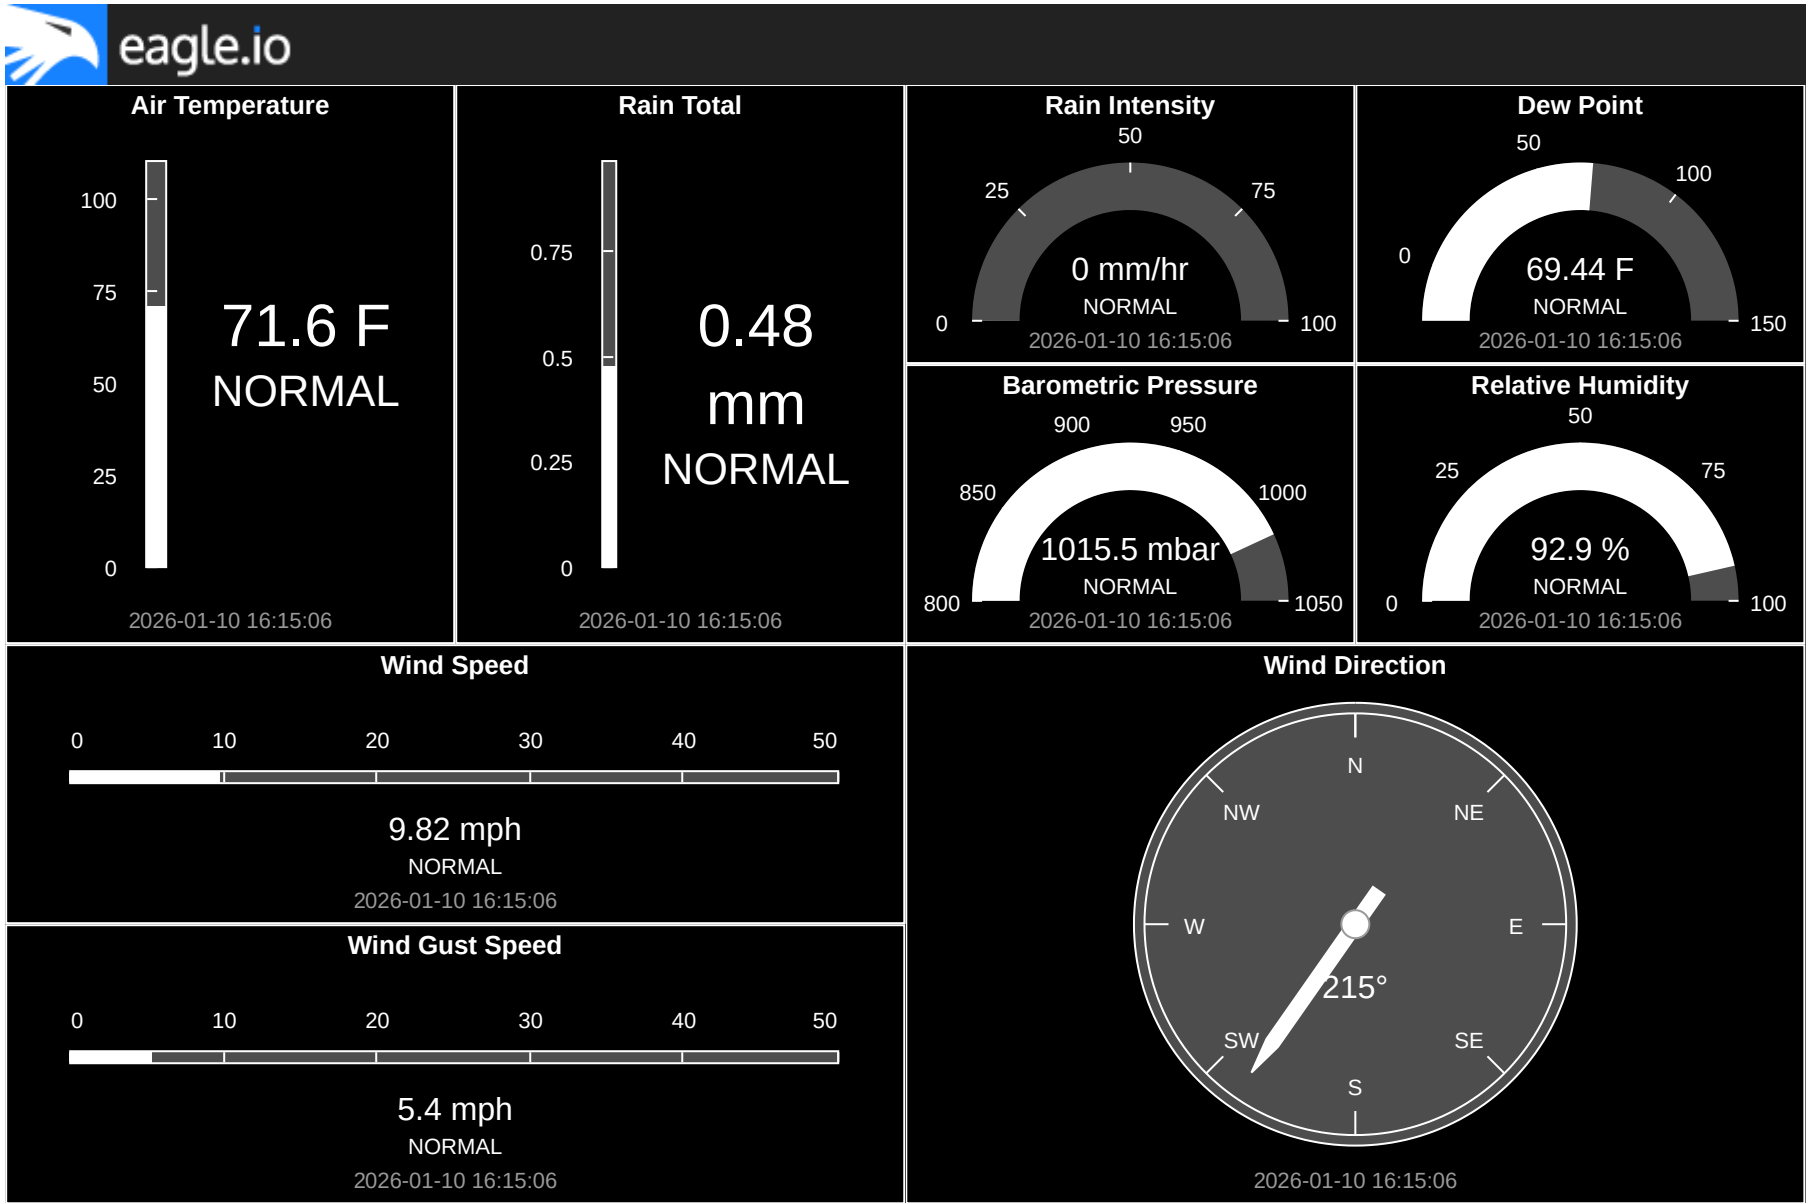 eagle.io
Air Temperature
100
75
50
25
0
71.6 F
NORMAL
2026-01-10 16:15:06
Rain Total
0.75
0.5
0.25
0
0.48
mm
NORMAL
2026-01-10 16:15:06
Rain Intensity
0
25
50
75
100
0 mm/hr
NORMAL
2026-01-10 16:15:06
Dew Point
0
50
100
150
69.44 F
NORMAL
2026-01-10 16:15:06
Barometric Pressure
800
850
900
950
1000
1050
1015.5 mbar
NORMAL
2026-01-10 16:15:06
Relative Humidity
0
25
50
75
100
92.9 %
NORMAL
2026-01-10 16:15:06
Wind Speed
0 10 20 30 40 50
9.82 mph
NORMAL
2026-01-10 16:15:06
Wind Gust Speed
0 10 20 30 40 50
5.4 mph
NORMAL
2026-01-10 16:15:06
Wind Direction
N
NW NE
W E
215°
SW SE
S
2026-01-10 16:15:06